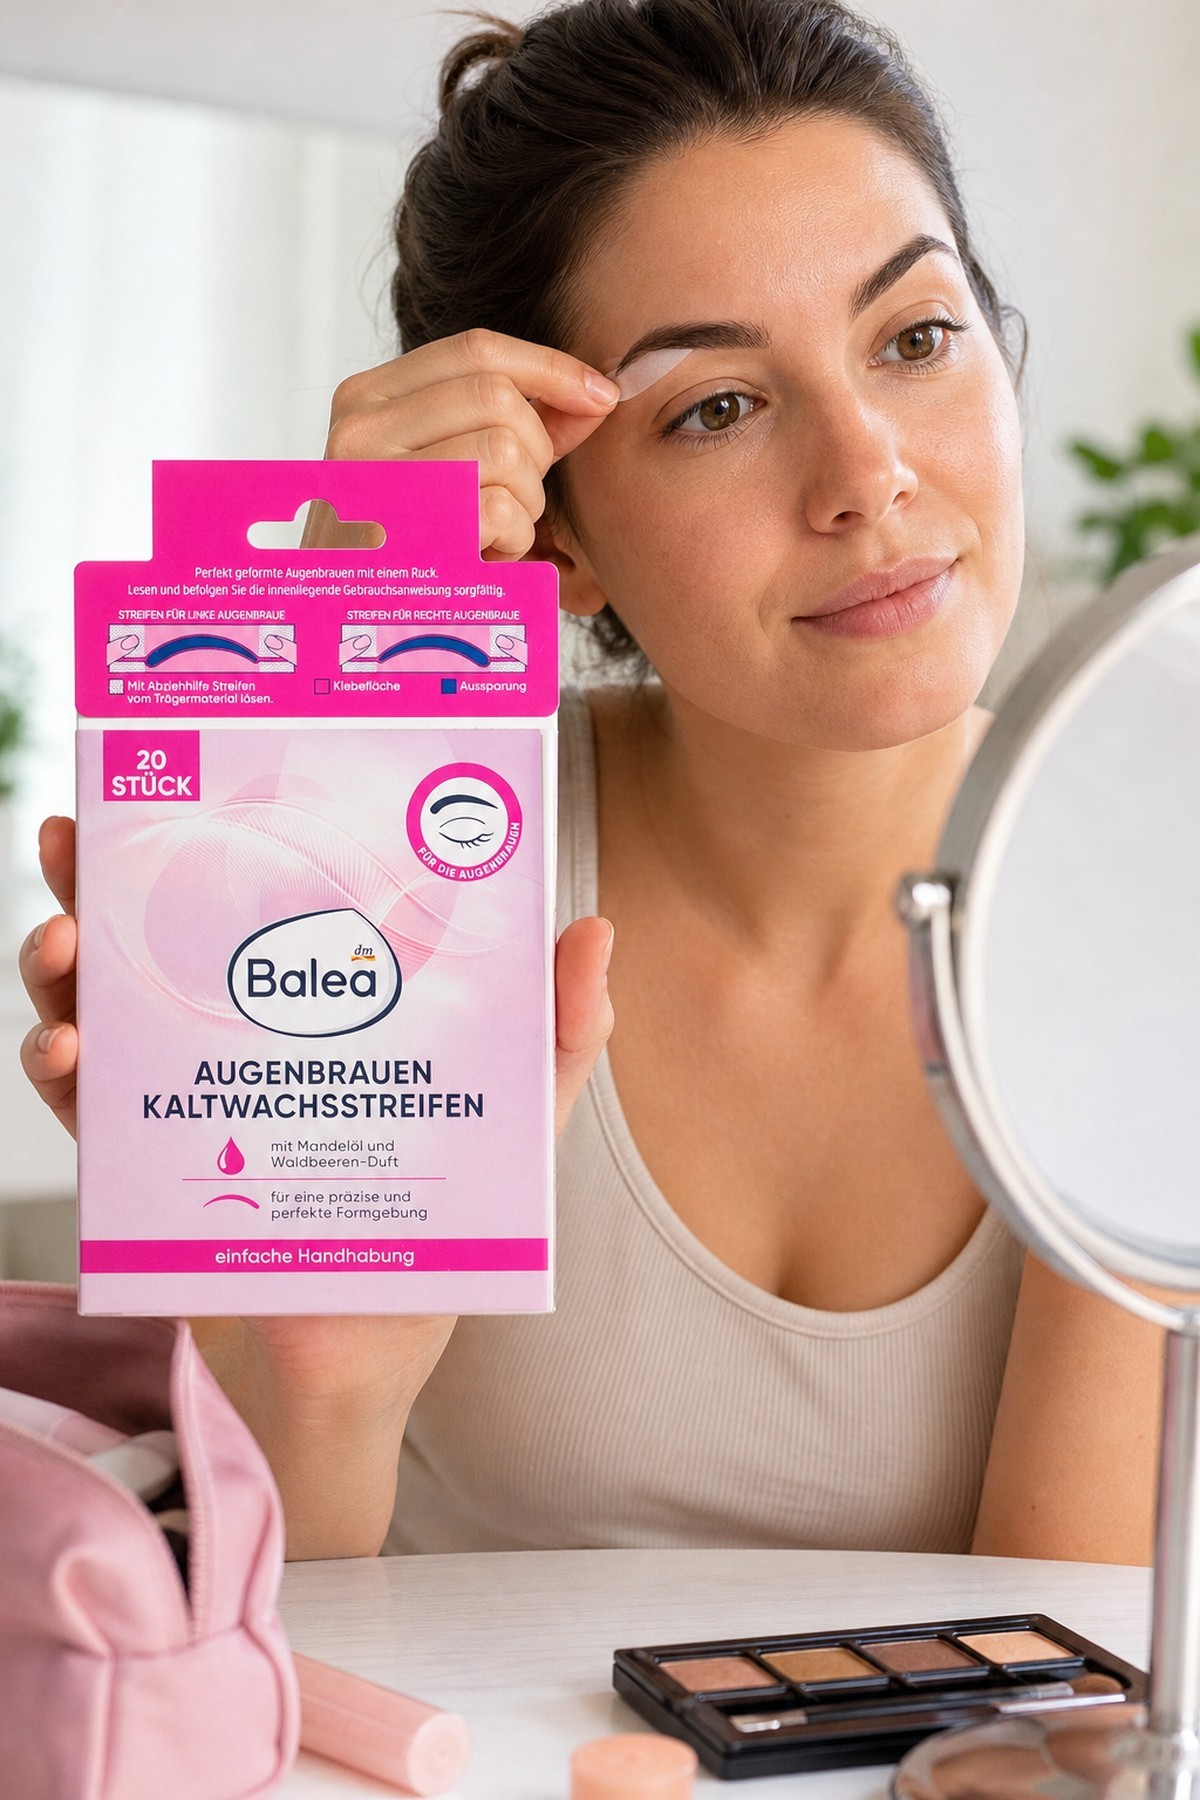 Perfekt geformte Augenbrauen mit einem Ruck.
Lesen und befolgen Sie die innenliegende Gebrauchsanweisung sorgfältig.
STREIFEN FÜR LINKE AUGENBRAUE
STREIFEN FÜR RECHTE AUGENBRAUE
Mit Abziehhilfe Streifen
vom Trägermaterial lösen.
Klebefläche
Aussparung
20
STÜCK
FÜR DIE AUGENBRAUEN
dm
Balea
AUGENBRAUEN
KALTWACHSSTREIFEN
mit Mandelöl und
Waldbeeren-Duft
für eine präzise und
perfekte Formgebung
einfache Handhabung